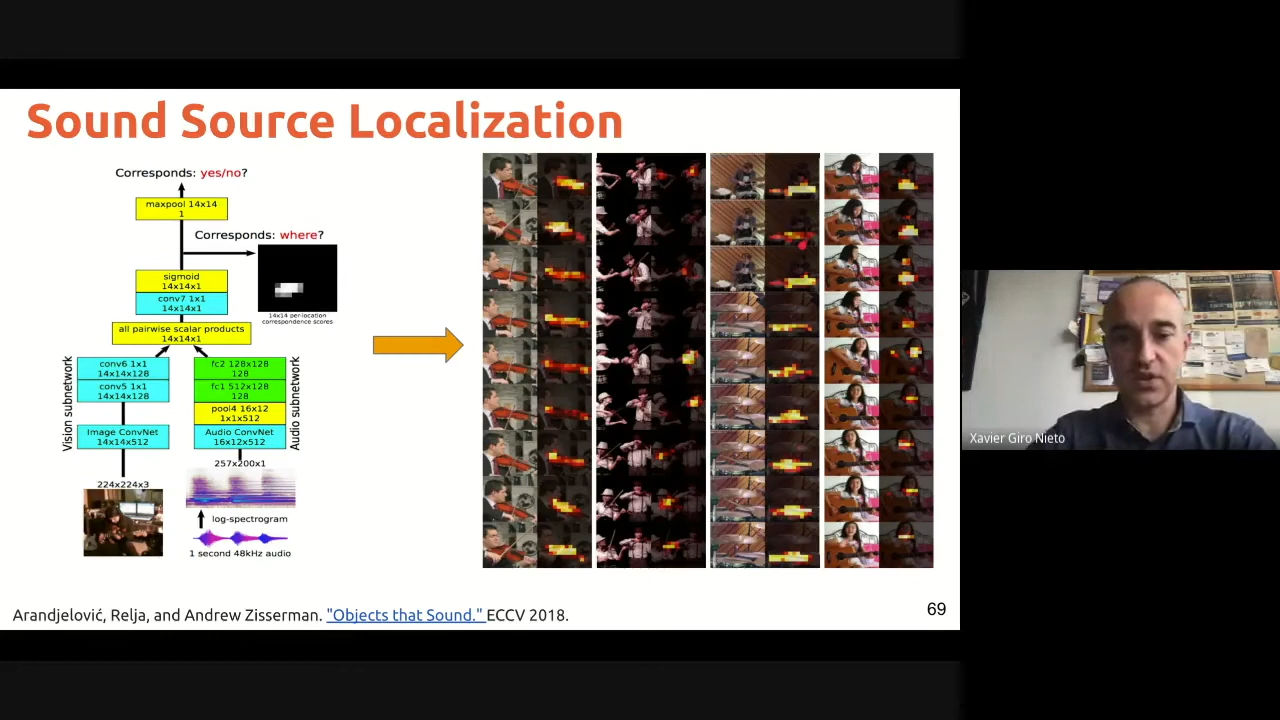 Sound Source Localization
Corresponds: yes/no?
maxpool 14x14
1
Corresponds: where?
sigmoid
14x14x1
conv7 1x1
14x14x1
14x14 per-location
correspondence scores
all pairwise scalar products
14x14x1
Vision subnetwork
conv6 1x1
14x14x128
conv5 1x1
14x14x128
Image ConvNet
14x14x512
224x224x3
fc2 128x128
128
fc1 512x128
128
pool4 16x12
1x1x512
Audio ConvNet
16x12x512
Audio subnetwork
257x200x1
log-spectrogram
1 second 48kHz audio
Arandjelović, Relja, and Andrew Zisserman. "Objects that Sound." ECCV 2018.
69
Xavier Giro Nieto